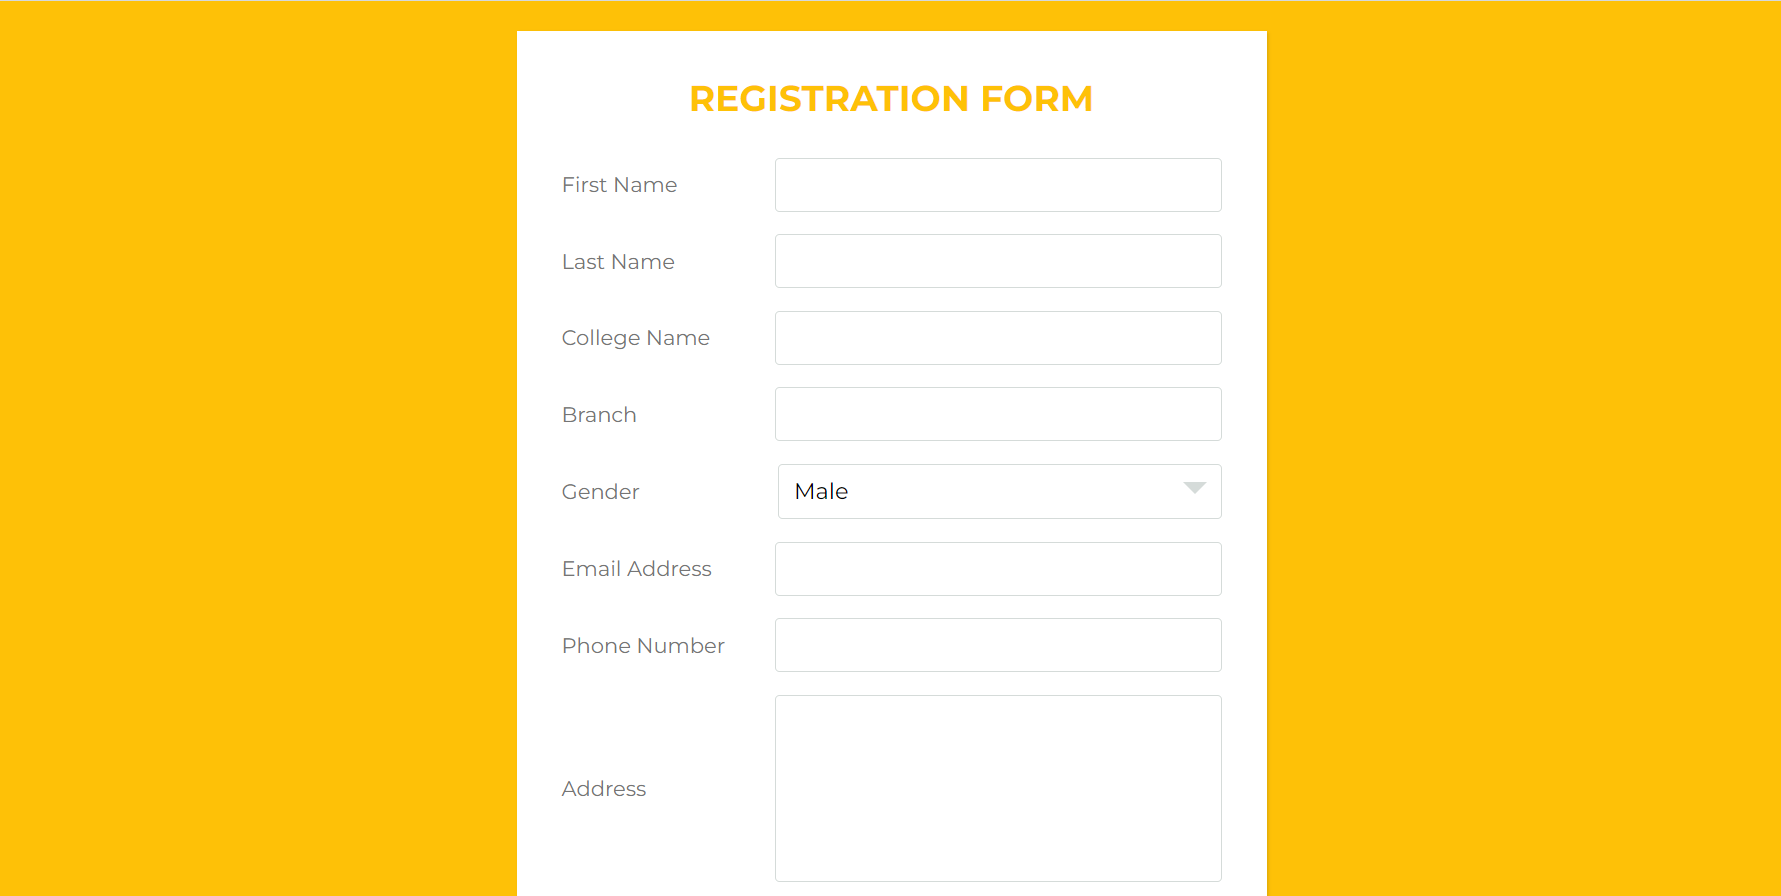 REGISTRATION FORM
First Name
Last Name
College Name
Branch
Gender Male
Email Address
Phone Number
Address